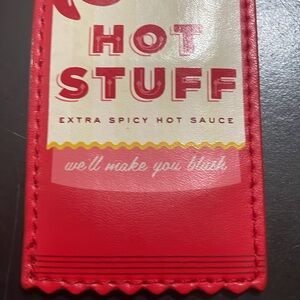 HOT
STUFF
EXTRA SPICY HOT SAUCE
we'll make you blush